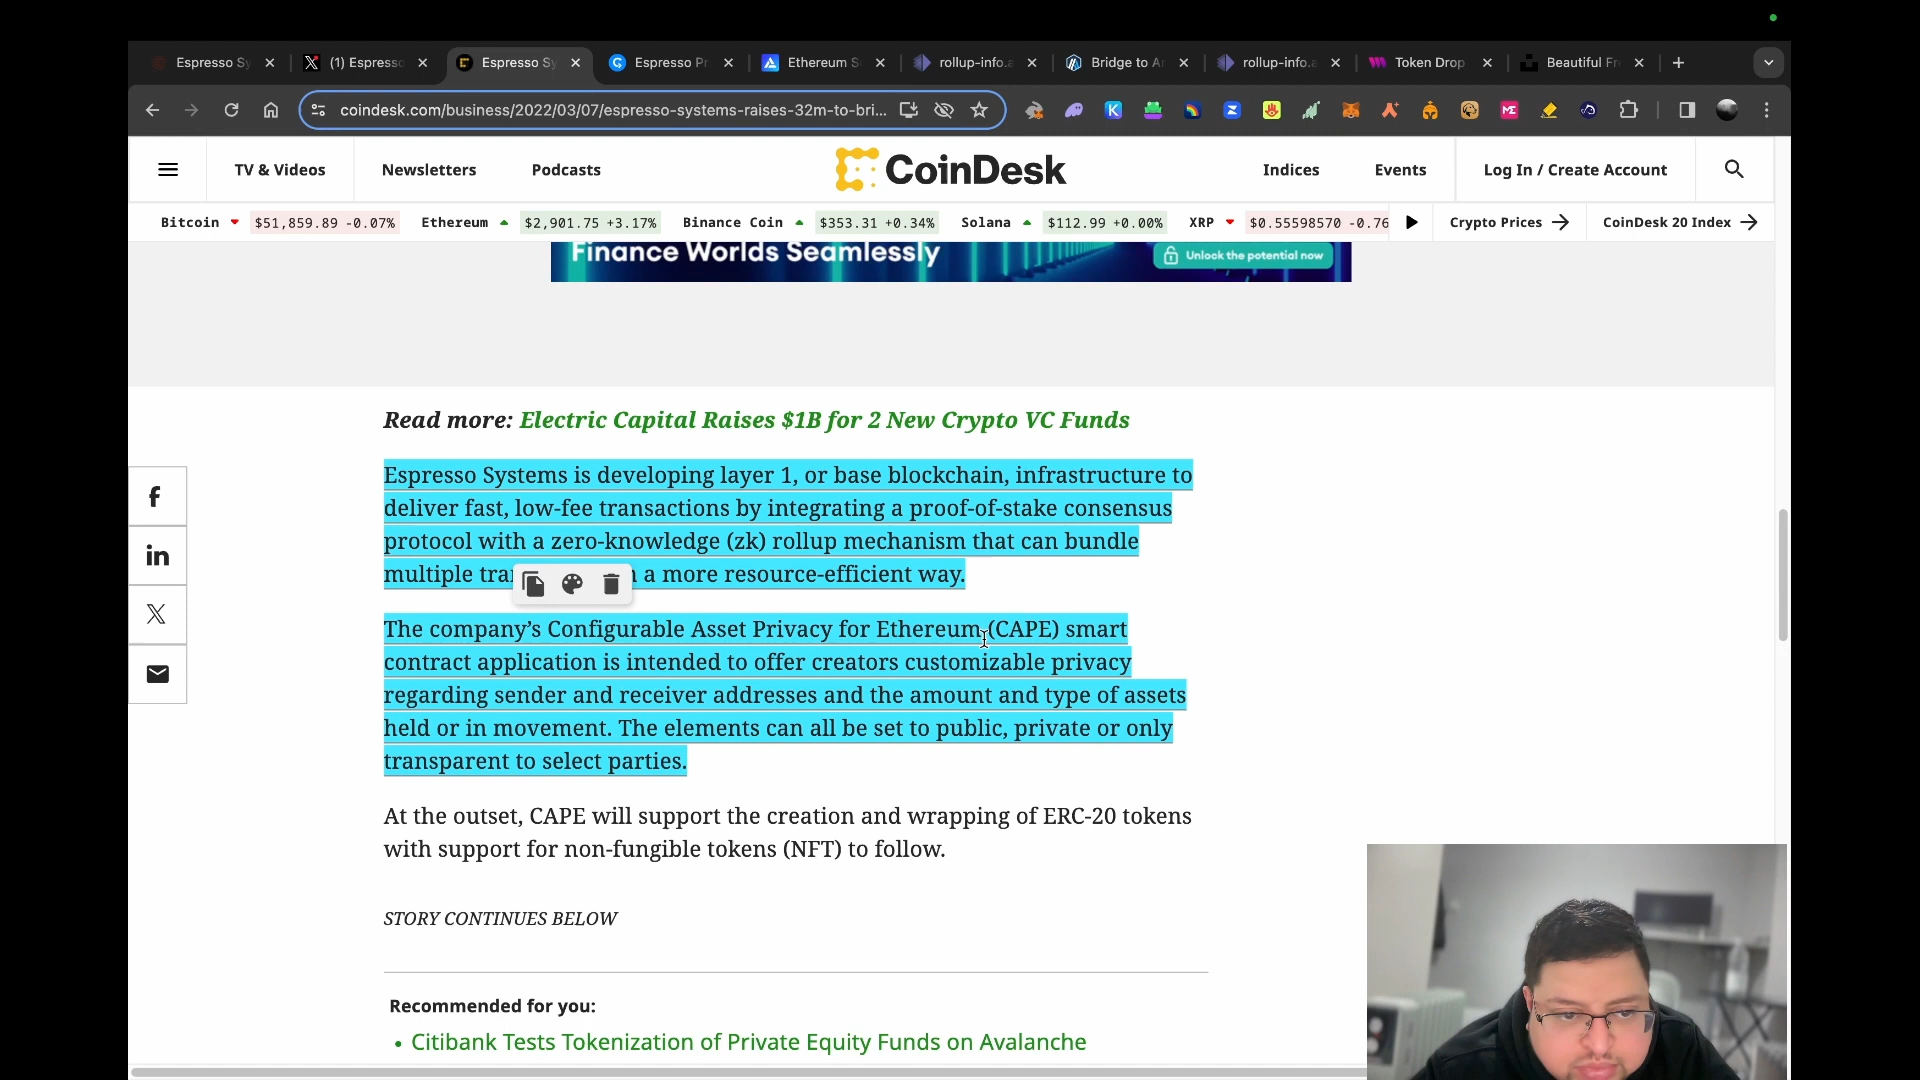 Espresso Sy
(1) Espresso
Espresso Sy
Espresso Pr
Ethereum S
rollup-info.a
Bridge to Ar
rollup-info.a
Token Drop
Beautiful Fr
coindesk.com/business/2022/03/07/espresso-systems-raises-32m-to-bri...
TV & Videos
Newsletters
Podcasts
CoinDesk
Indices
Events
Log In / Create Account
Bitcoin $51,859.89 -0.07% Ethereum $2,901.75 +3.17% Binance Coin $353.31 +0.34% Solana $112.99 +0.00% XRP $0.55598570 -0.76
Crypto Prices
CoinDesk 20 Index
Finance Worlds Seamlessly
Unlock the potential now
Read more: Electric Capital Raises $1B for 2 New Crypto VC Funds
Espresso Systems is developing layer 1, or base blockchain, infrastructure to
deliver fast, low-fee transactions by integrating a proof-of-stake consensus
protocol with a zero-knowledge (zk) rollup mechanism that can bundle
multiple tra a more resource-efficient way.
The company’s Configurable Asset Privacy for Ethereum (CAPE) smart
contract application is intended to offer creators customizable privacy
regarding sender and receiver addresses and the amount and type of assets
held or in movement. The elements can all be set to public, private or only
transparent to select parties.
At the outset, CAPE will support the creation and wrapping of ERC-20 tokens
with support for non-fungible tokens (NFT) to follow.
STORY CONTINUES BELOW
Recommended for you:
• Citibank Tests Tokenization of Private Equity Funds on Avalanche